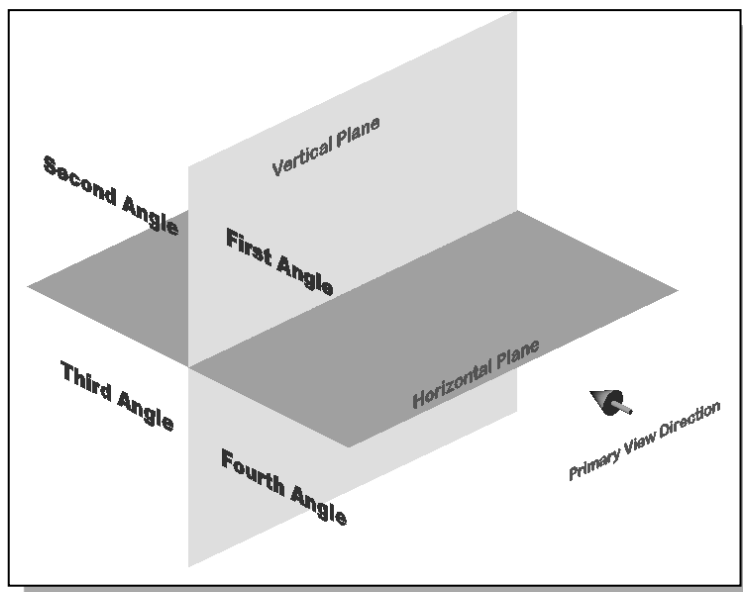 Vertical Plane
Second Angle
First Angle
Horizontal Plane
Third Angle
Primary View Direction
Fourth Angle